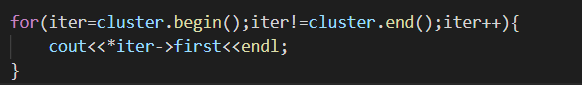 for(iter=cluster.begin();iter!=cluster.end();iter++){
    cout<<*iter->first<<endl;
}